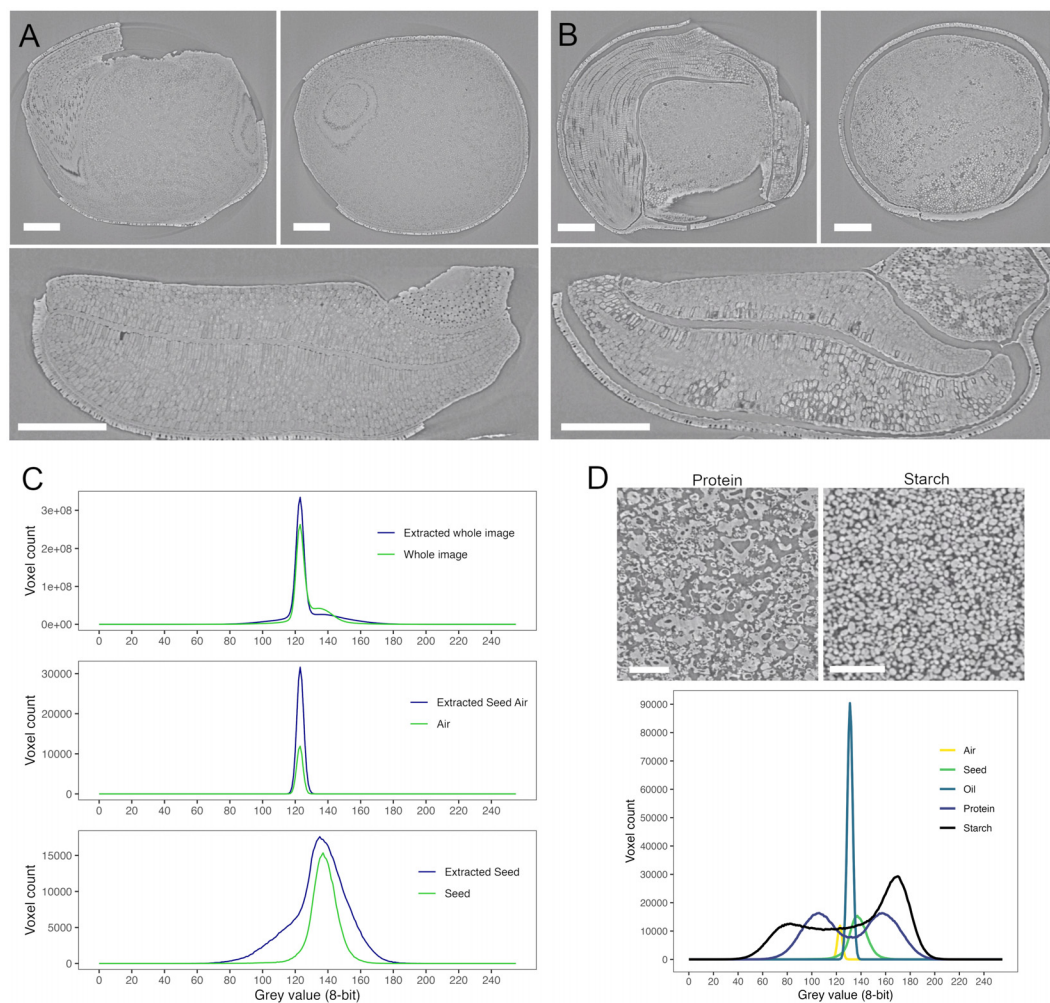 A
B
C
Voxel count
3e+08
2e+08
1e+08
0e+00
Extracted whole image
Whole image
0 20 40 60 80 100 120 140 160 180 200 220 240
Voxel count
30000
20000
10000
0
Extracted Seed Air
Air
0 20 40 60 80 100 120 140 160 180 200 220 240
Voxel count
15000
10000
5000
0
Extracted Seed
Seed
0 20 40 60 80 100 120 140 160 180 200 220 240
Grey value (8-bit)
D
Protein
Starch
Voxel count
90000
80000
70000
60000
50000
40000
30000
20000
10000
0
Air
Seed
Oil
Protein
Starch
0 20 40 60 80 100 120 140 160 180 200 220 240
Grey value (8-bit)